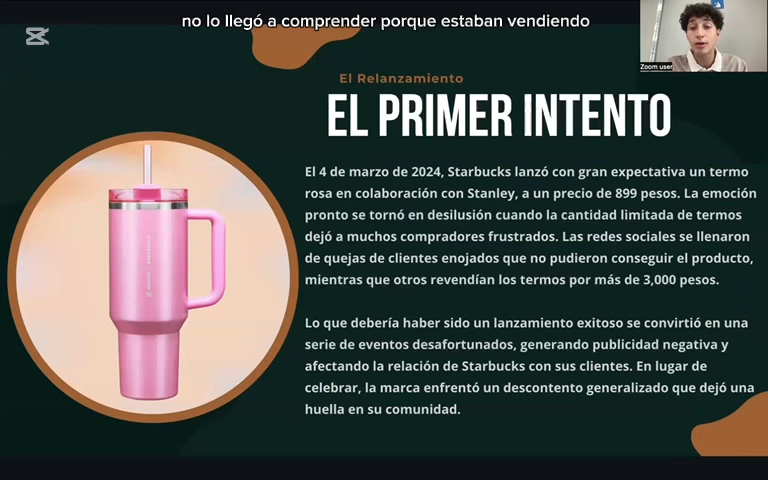 no lo llegó a comprender porque estaban vendiendo
Zoom user
El Relanzamiento
EL PRIMER INTENTO
El 4 de marzo de 2024, Starbucks lanzó con gran expectativa un termo
rosa en colaboración con Stanley, a un precio de 899 pesos. La emoción
pronto se tornó en desilusión cuando la cantidad limitada de termos
dejó a muchos compradores frustrados. Las redes sociales se llenaron
de quejas de clientes enojados que no pudieron conseguir el producto,
mientras que otros revendían los termos por más de 3,000 pesos.
Lo que debería haber sido un lanzamiento exitoso se convirtió en una
serie de eventos desafortunados, generando publicidad negativa y
afectando la relación de Starbucks con sus clientes. En lugar de
celebrar, la marca enfrentó un descontento generalizado que dejó una
huella en su comunidad.